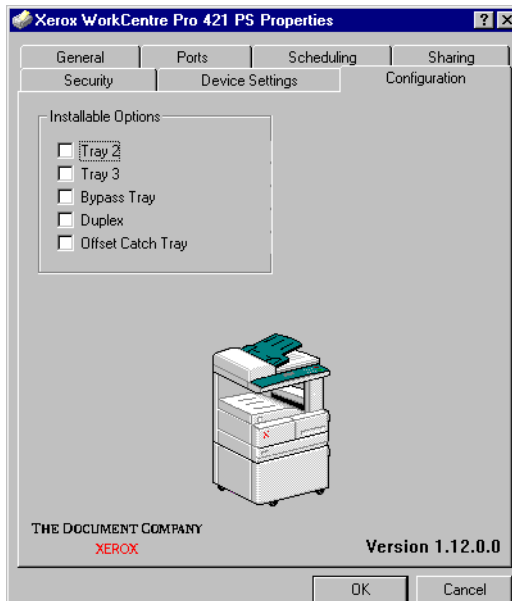 Xerox WorkCentre Pro 421 PS Properties
General Ports Scheduling Sharing
Security Device Settings Configuration
Installable Options
Tray 2
Tray 3
Bypass Tray
Duplex
Offset Catch Tray
THE DOCUMENT COMPANY
XEROX
Version 1.12.0.0
OK Cancel